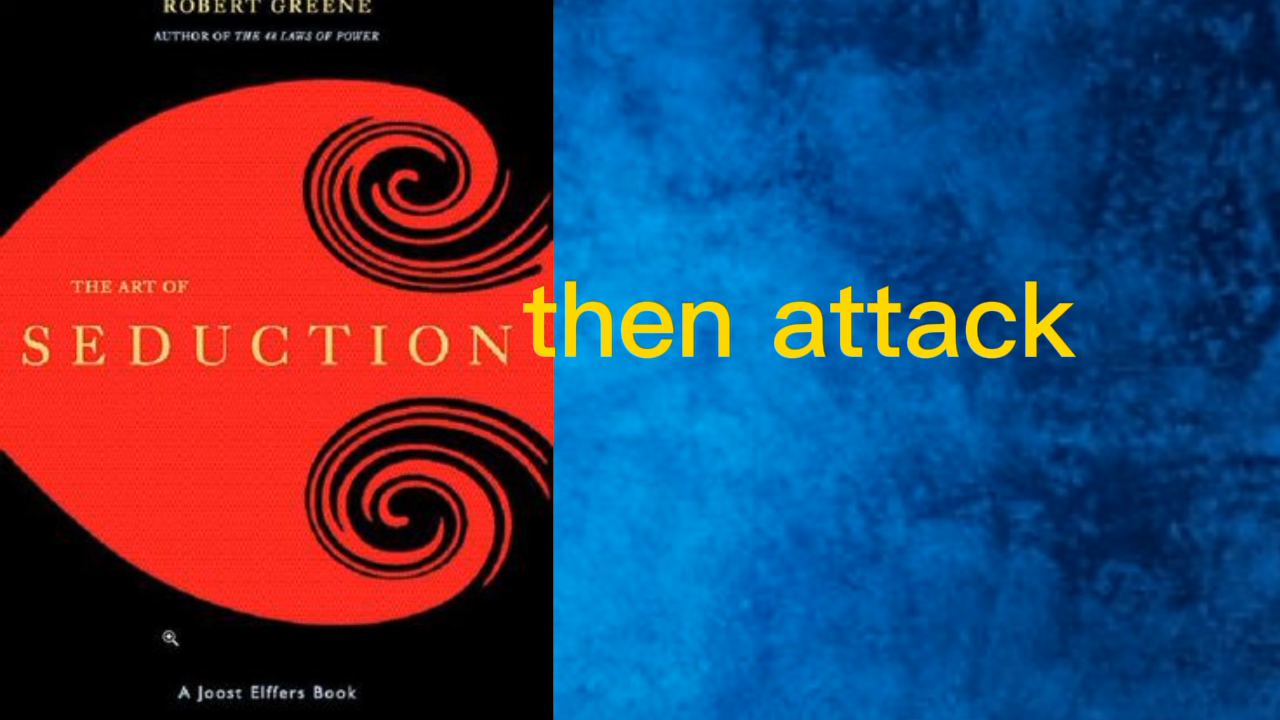 ROBERT GREENE
AUTHOR OF THE 48 LAWS OF POWER
THE ART OF
SEDUCTION
then attack
A Joost Elffers Book